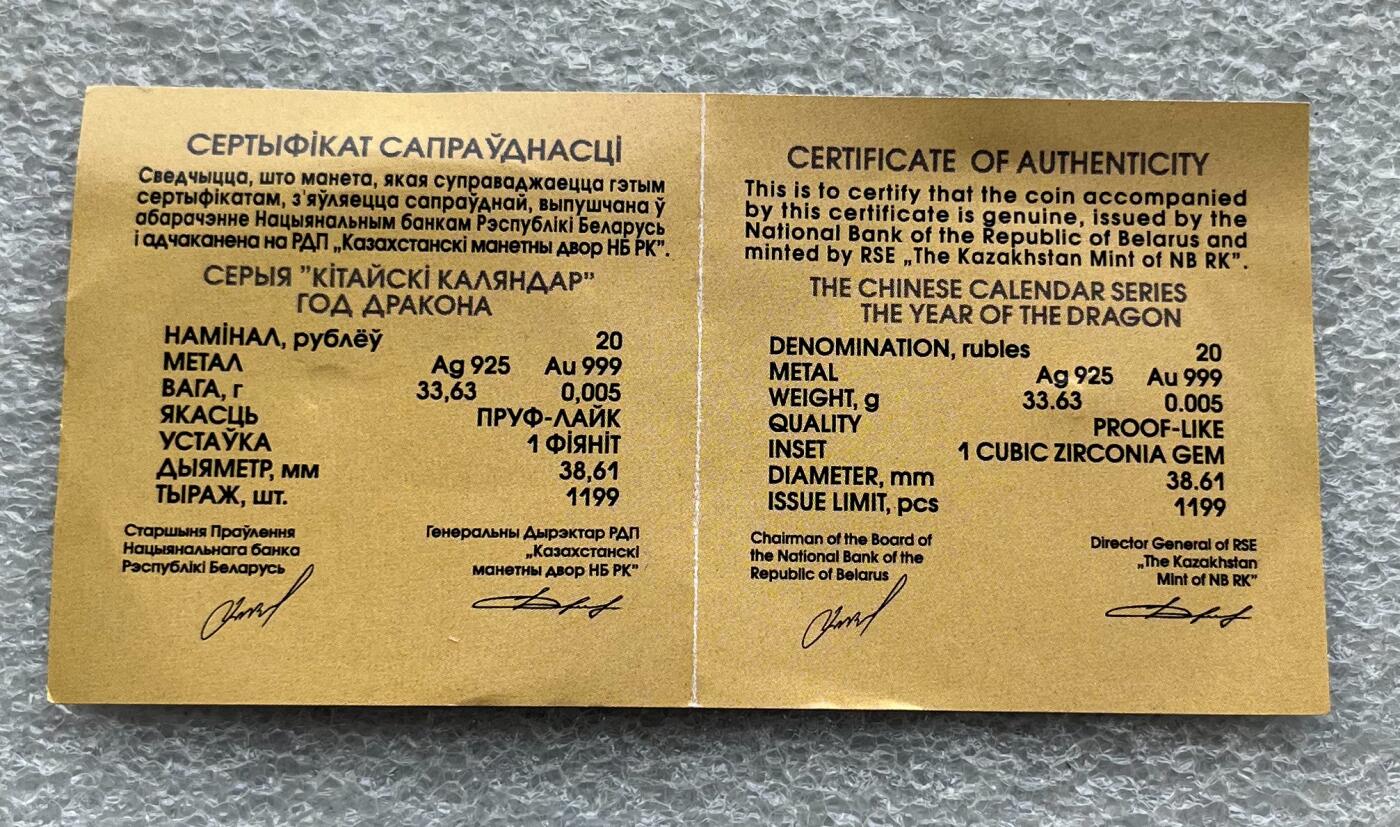 СЕРТЫФІКАТ САПРАЎДНАСЦІ
Сведчыцца, што манета, якая суправаджаецца гэтым
сертыфікатам, з'яўляецца сапраўднай, выпушчана ў
абарачэнне Нацыянальным банкам Рэспублікі Беларусь
і адчаканена на РДП „Казахстанскі манетны двор НБ РК”.
СЕРЫЯ ”КІТАЙСКІ КАЛЯНДАР”
ГОД ДРАКОНА
НАМІНАЛ, рублёў 20
МЕТАЛ Ag 925 Au 999
ВАГА, г 33,63 0,005
ЯКАСЦЬ ПРУФ-ЛАЙК
УСТАЎКА 1 ФІЯНІТ
ДЫЯМЕТР, мм 38,61
ТЫРАЖ, шт. 1199
Старшыня Праўлення
Нацыянальнага банка
Рэспублікі Беларусь
Генеральны Дырэктар РДП
„Казахстанскі
манетны двор НБ РК”
CERTIFICATE OF AUTHENTICITY
This is to certify that the coin accompanied
by this certificate is genuine, issued by the
National Bank of the Republic of Belarus and
minted by RSE „The Kazakhstan Mint of NB RK”.
THE CHINESE CALENDAR SERIES
THE YEAR OF THE DRAGON
DENOMINATION, rubles 20
METAL Ag 925 Au 999
WEIGHT, g 33.63 0.005
QUALITY PROOF-LIKE
INSET 1 CUBIC ZIRCONIA GEM
DIAMETER, mm 38.61
ISSUE LIMIT, pcs 1199
Chairman of the Board of
the National Bank of the
Republic of Belarus
Director General of RSE
„The Kazakhstan
Mint of NB RK”